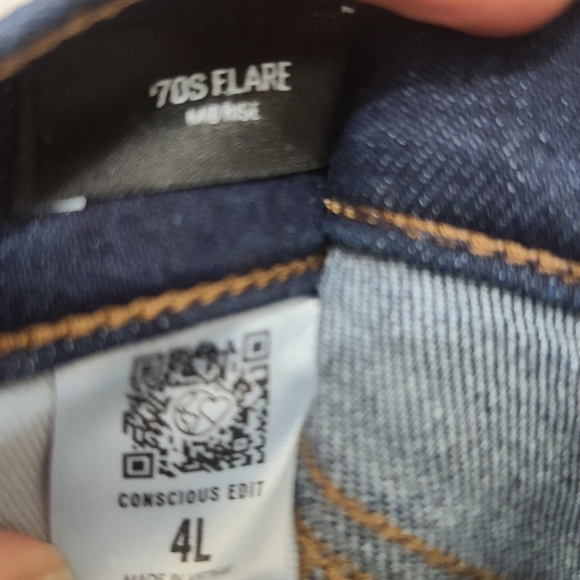 '70S FLARE
MID RISE
CONSCIOUS EDIT
4L
MADE IN